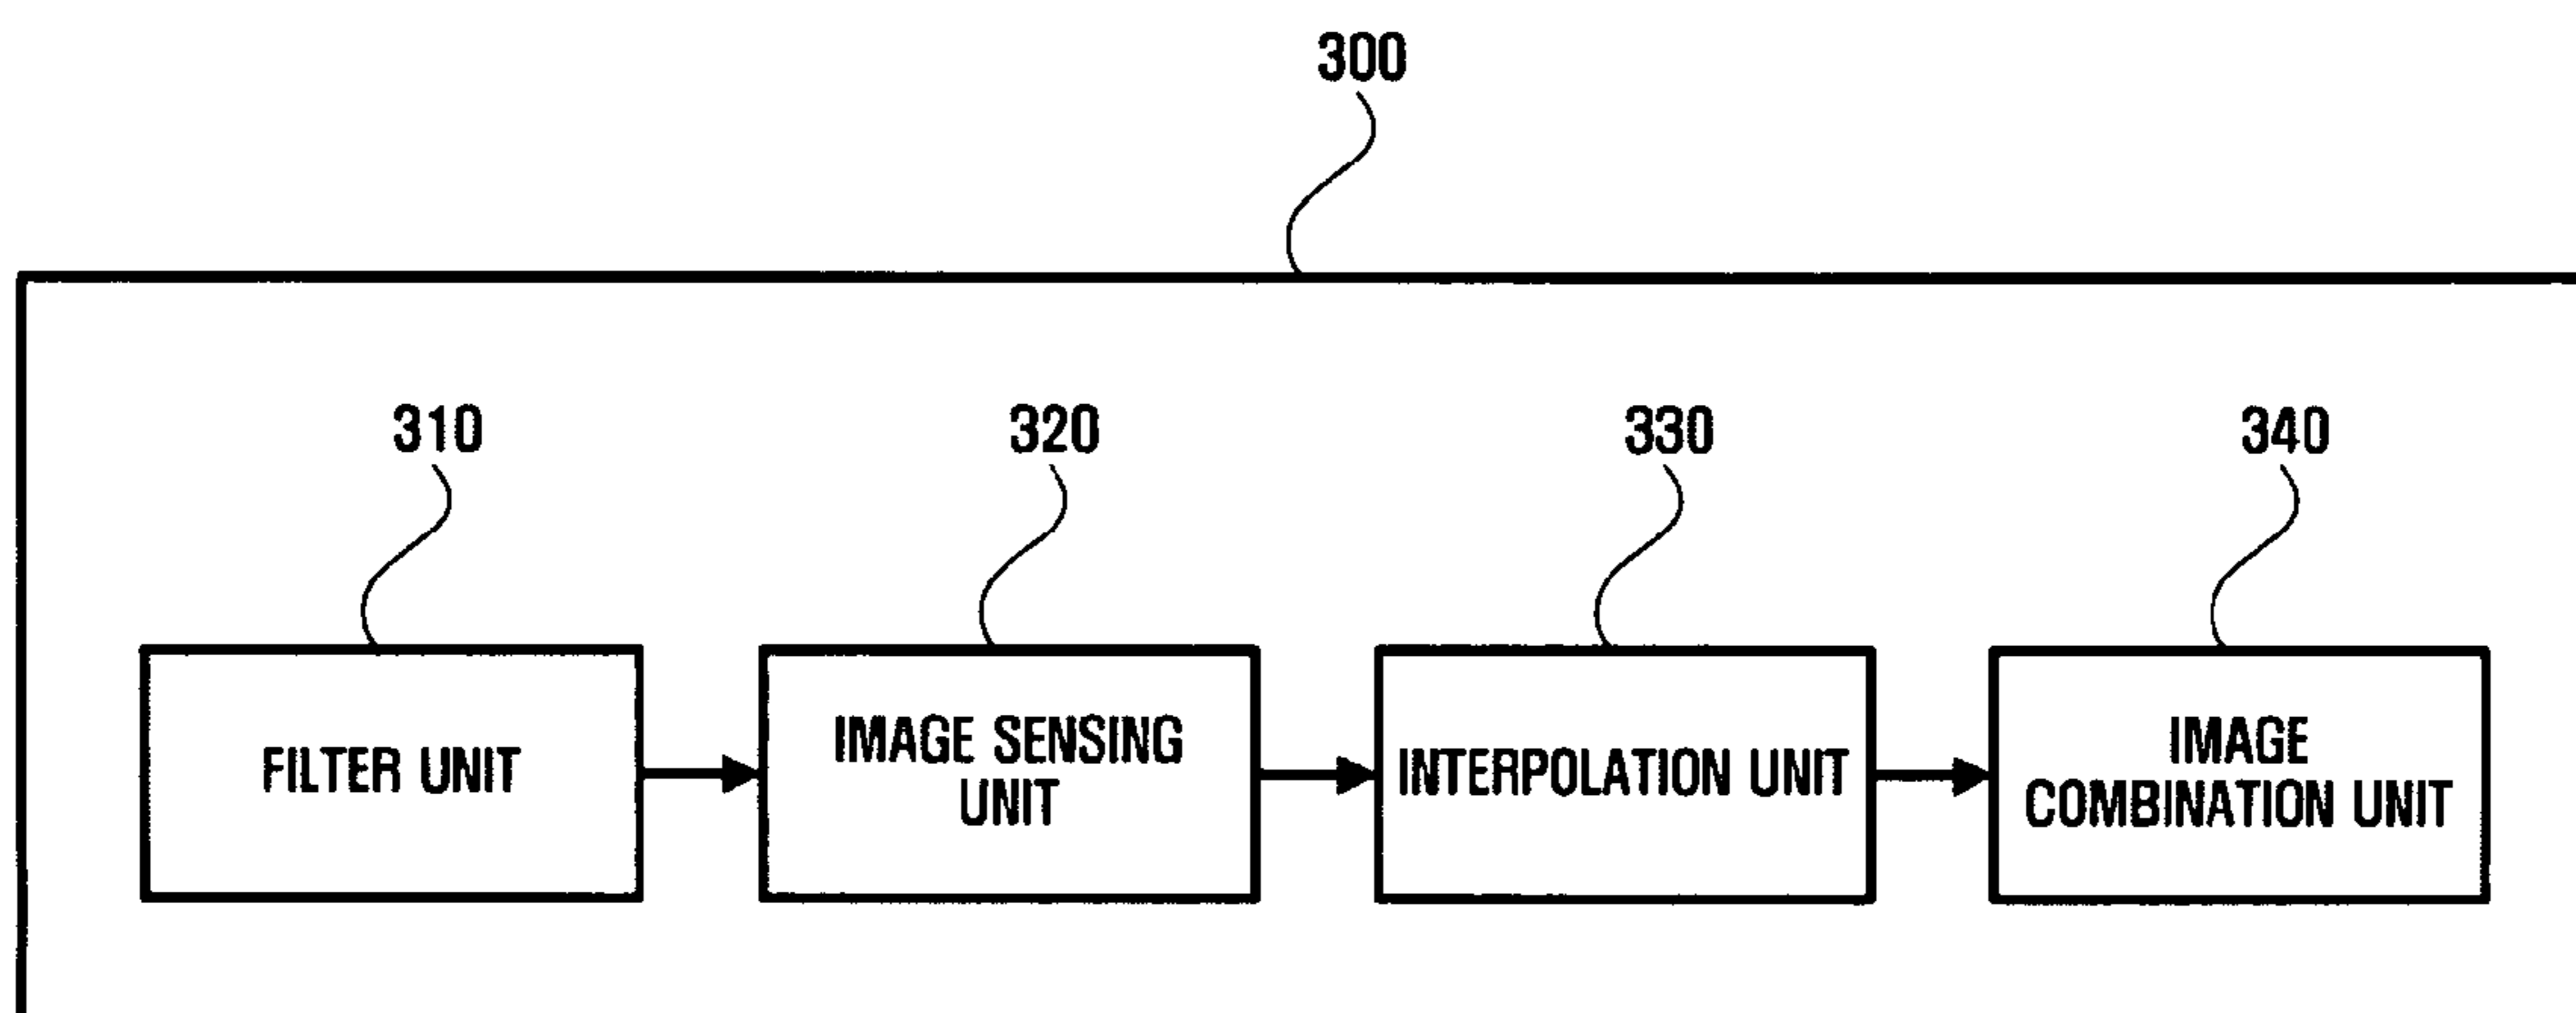 300
310
320
330
340
FILTER UNIT
IMAGE SENSING
UNIT
INTERPOLATION UNIT
IMAGE
COMBINATION UNIT